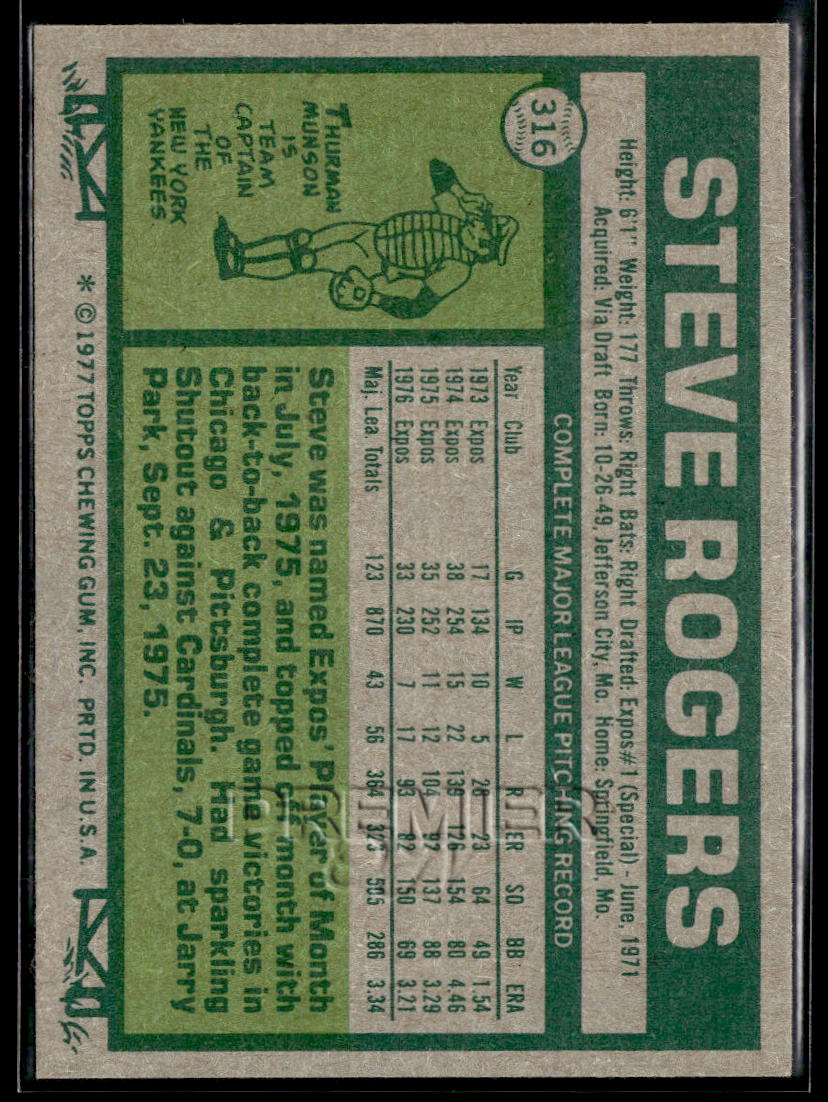 STEVE ROGERS
Height: 6'1" Weight: 177 Throws: Right Bats: Right Drafted: Expos #1 (Special) - June, 1971
Acquired: Via Draft Born: 10-26-49, Jefferson City, Mo. Home: Springfield, Mo.
316
COMPLETE MAJOR LEAGUE PITCHING RECORD
Year Club G IP W L R ER SO BB ERA
1973 Expos 17 134 10 5 28 23 64 49 1.54
1974 Expos 38 254 15 22 139 126 154 80 4.46
1975 Expos 35 252 11 12 104 92 137 88 3.29
1976 Expos 33 230 7 17 93 82 150 69 3.21
Maj. Lea. Totals 123 870 43 56 364 323 505 286 3.34
THURMAN
MUNSON
IS
TEAM
CAPTAIN
OF
THE
NEW YORK
YANKEES.
Steve was named Expos' Player of Month
in July, 1975, and topped off month with
back-to-back complete game victories in
Chicago & Pittsburgh. Had sparkling
Shutout against Cardinals, 7-0, at Jarry
Park, Sept. 23, 1975.
* © 1977 TOPPS CHEWING GUM, INC. PRTD. IN U.S.A.
PREMIER